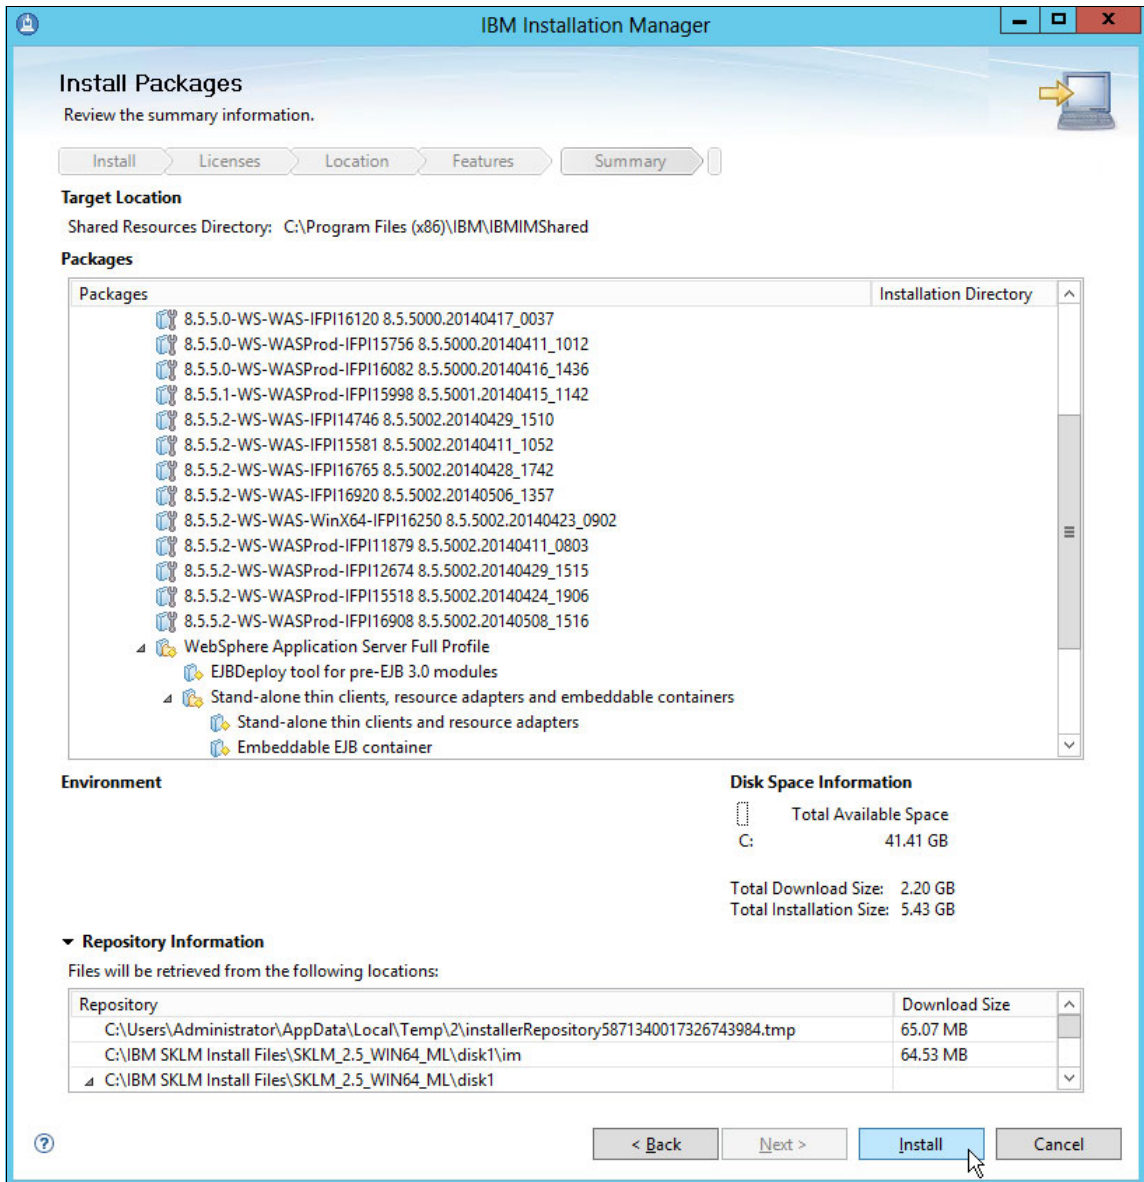 IBM Installation Manager
Install Packages
Review the summary information.
Install Licenses Location Features Summary
Target Location
Shared Resources Directory: C:\Program Files (x86)\IBM\IBMIMShared
Packages
Packages Installation Directory
8.5.5.0-WS-WAS-IFPI16120 8.5.5000.20140417_0037
8.5.5.0-WS-WASProd-IFPI15756 8.5.5000.20140411_1012
8.5.5.0-WS-WASProd-IFPI16082 8.5.5000.20140416_1436
8.5.5.1-WS-WASProd-IFPI15998 8.5.5001.20140415_1142
8.5.5.2-WS-WAS-IFPI14746 8.5.5002.20140429_1510
8.5.5.2-WS-WAS-IFPI15581 8.5.5002.20140411_1052
8.5.5.2-WS-WAS-IFPI16765 8.5.5002.20140428_1742
8.5.5.2-WS-WAS-IFPI16920 8.5.5002.20140506_1357
8.5.5.2-WS-WAS-WinX64-IFPI16250 8.5.5002.20140423_0902
8.5.5.2-WS-WASProd-IFPI11879 8.5.5002.20140411_0803
8.5.5.2-WS-WASProd-IFPI12674 8.5.5002.20140429_1515
8.5.5.2-WS-WASProd-IFPI15518 8.5.5002.20140424_1906
8.5.5.2-WS-WASProd-IFPI16908 8.5.5002.20140508_1516
WebSphere Application Server Full Profile
EJBDeploy tool for pre-EJB 3.0 modules
Stand-alone thin clients, resource adapters and embeddable containers
Stand-alone thin clients and resource adapters
Embeddable EJB container
Environment
Disk Space Information
Total Available Space
C: 41.41 GB
Total Download Size: 2.20 GB
Total Installation Size: 5.43 GB
Repository Information
Files will be retrieved from the following locations:
Repository Download Size
C:\Users\Administrator\AppData\Local\Temp\2\installerRepository5871340017326743984.tmp 65.07 MB
C:\IBM SKLM Install Files\SKLM_2.5_WIN64_ML\disk1\im 64.53 MB
C:\IBM SKLM Install Files\SKLM_2.5_WIN64_ML\disk1
? < Back Next > Install Cancel